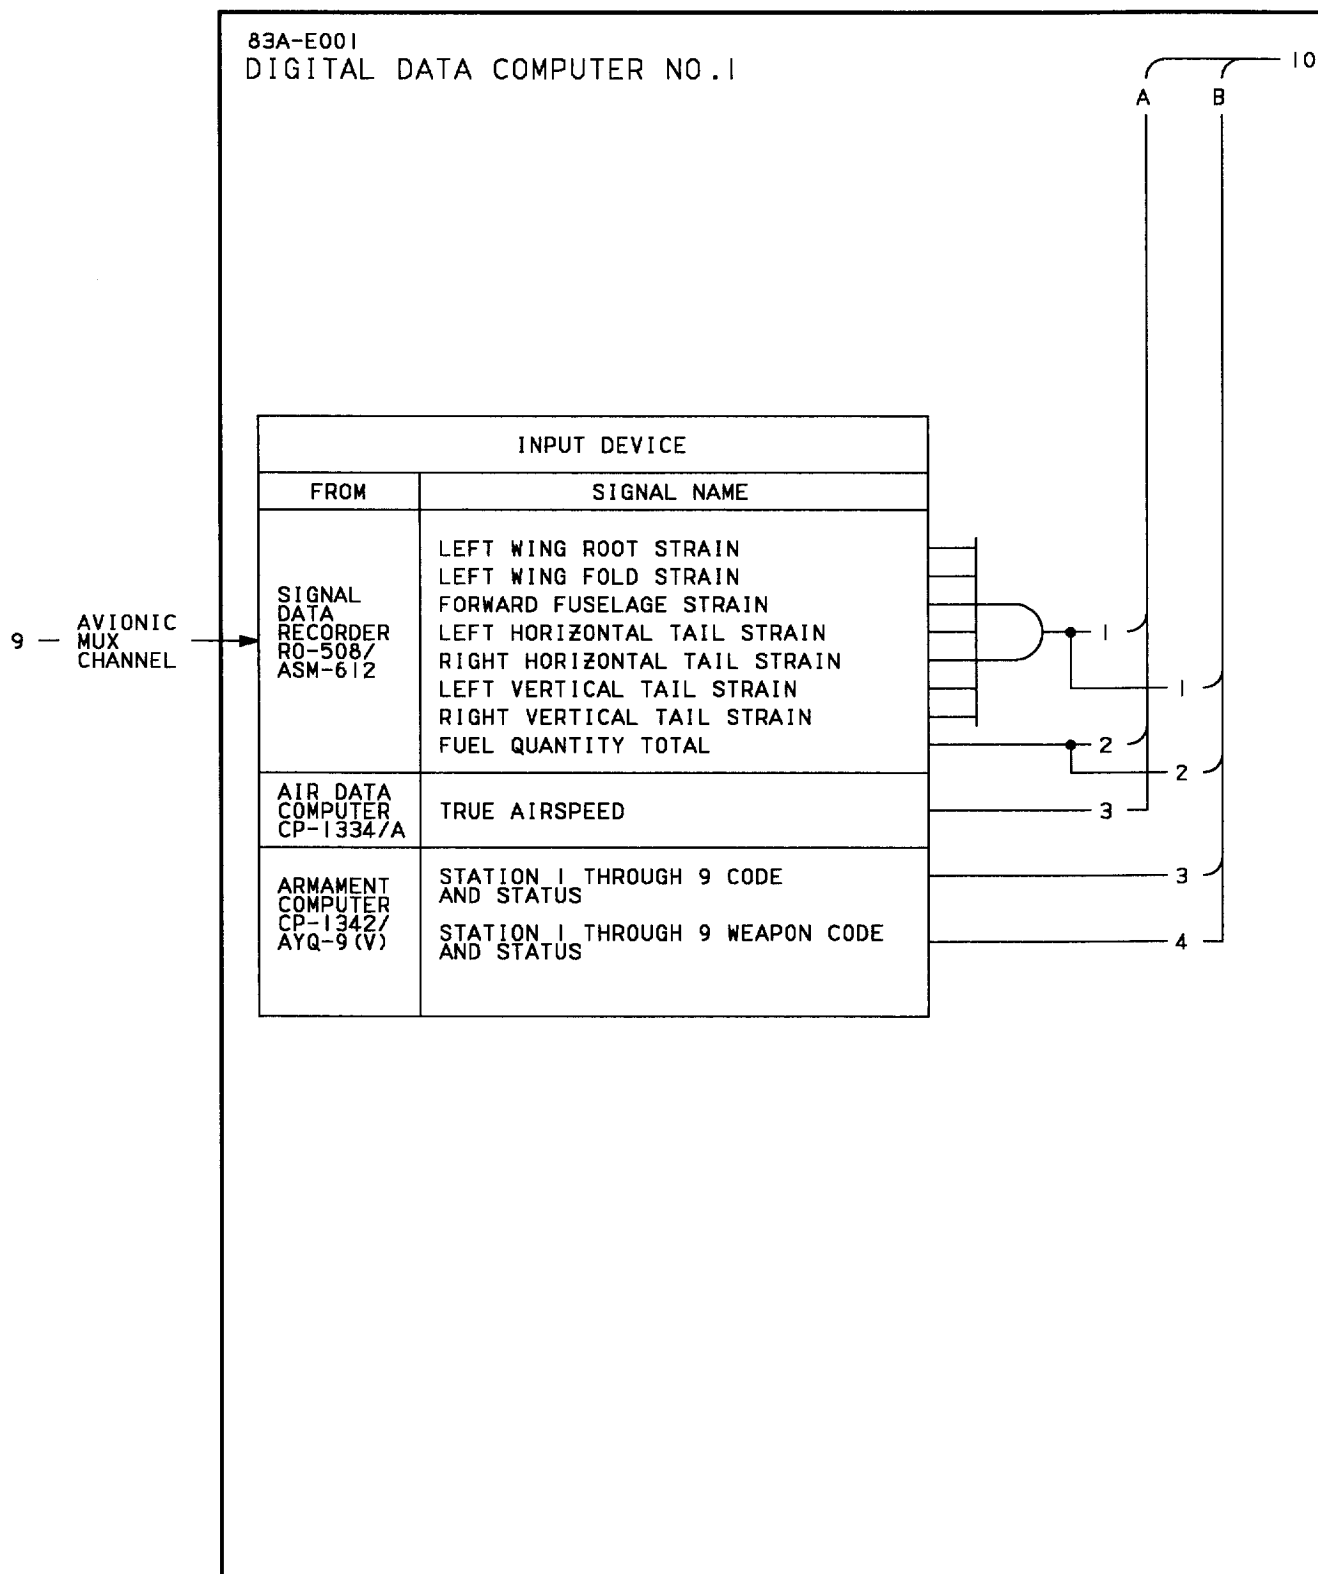 83A-E001
DIGITAL DATA COMPUTER NO.1
10
A B
INPUT DEVICE
FROM SIGNAL NAME
9 — AVIONIC
MUX
CHANNEL
SIGNAL
DATA
RECORDER
RO-508/
ASM-612
LEFT WING ROOT STRAIN
LEFT WING FOLD STRAIN
FORWARD FUSELAGE STRAIN
LEFT HORIZONTAL TAIL STRAIN
RIGHT HORIZONTAL TAIL STRAIN
LEFT VERTICAL TAIL STRAIN
RIGHT VERTICAL TAIL STRAIN
FUEL QUANTITY TOTAL
1
1
2
2
AIR DATA
COMPUTER
CP-1334/A
TRUE AIRSPEED
3
ARMAMENT
COMPUTER
CP-1342/
AYQ-9(V)
STATION 1 THROUGH 9 CODE
AND STATUS
3
STATION 1 THROUGH 9 WEAPON CODE
AND STATUS
4